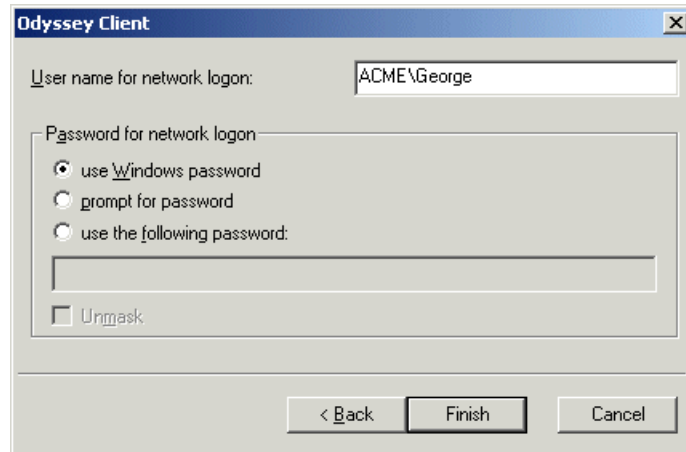 Odyssey Client
User name for network logon: ACME\George
Password for network logon
use Windows password
prompt for password
use the following password:
Unmask
< Back Finish Cancel